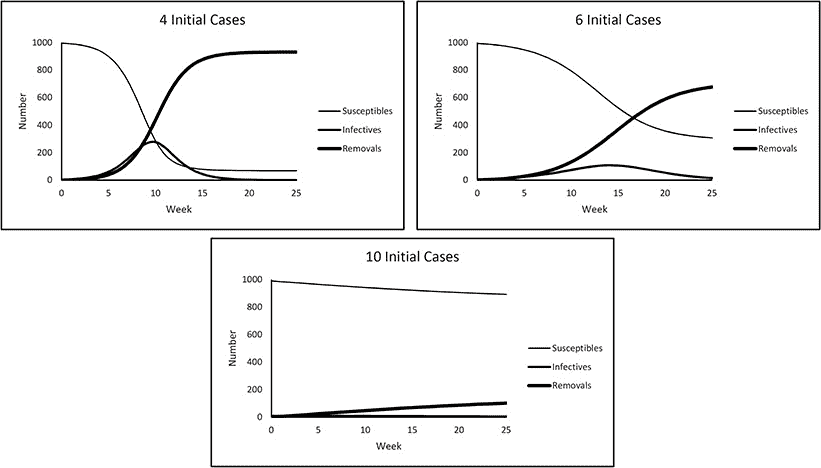 4 Initial Cases
1000
800
600
400
200
0
Number
0 5 10 15 20 25
Week
Susceptibles
Infectives
Removals
6 Initial Cases
1000
800
600
400
200
0
Number
0 5 10 15 20 25
Week
Susceptibles
Infectives
Removals
10 Initial Cases
1000
800
600
400
200
0
Number
0 5 10 15 20 25
Week
Susceptibles
Infectives
Removals